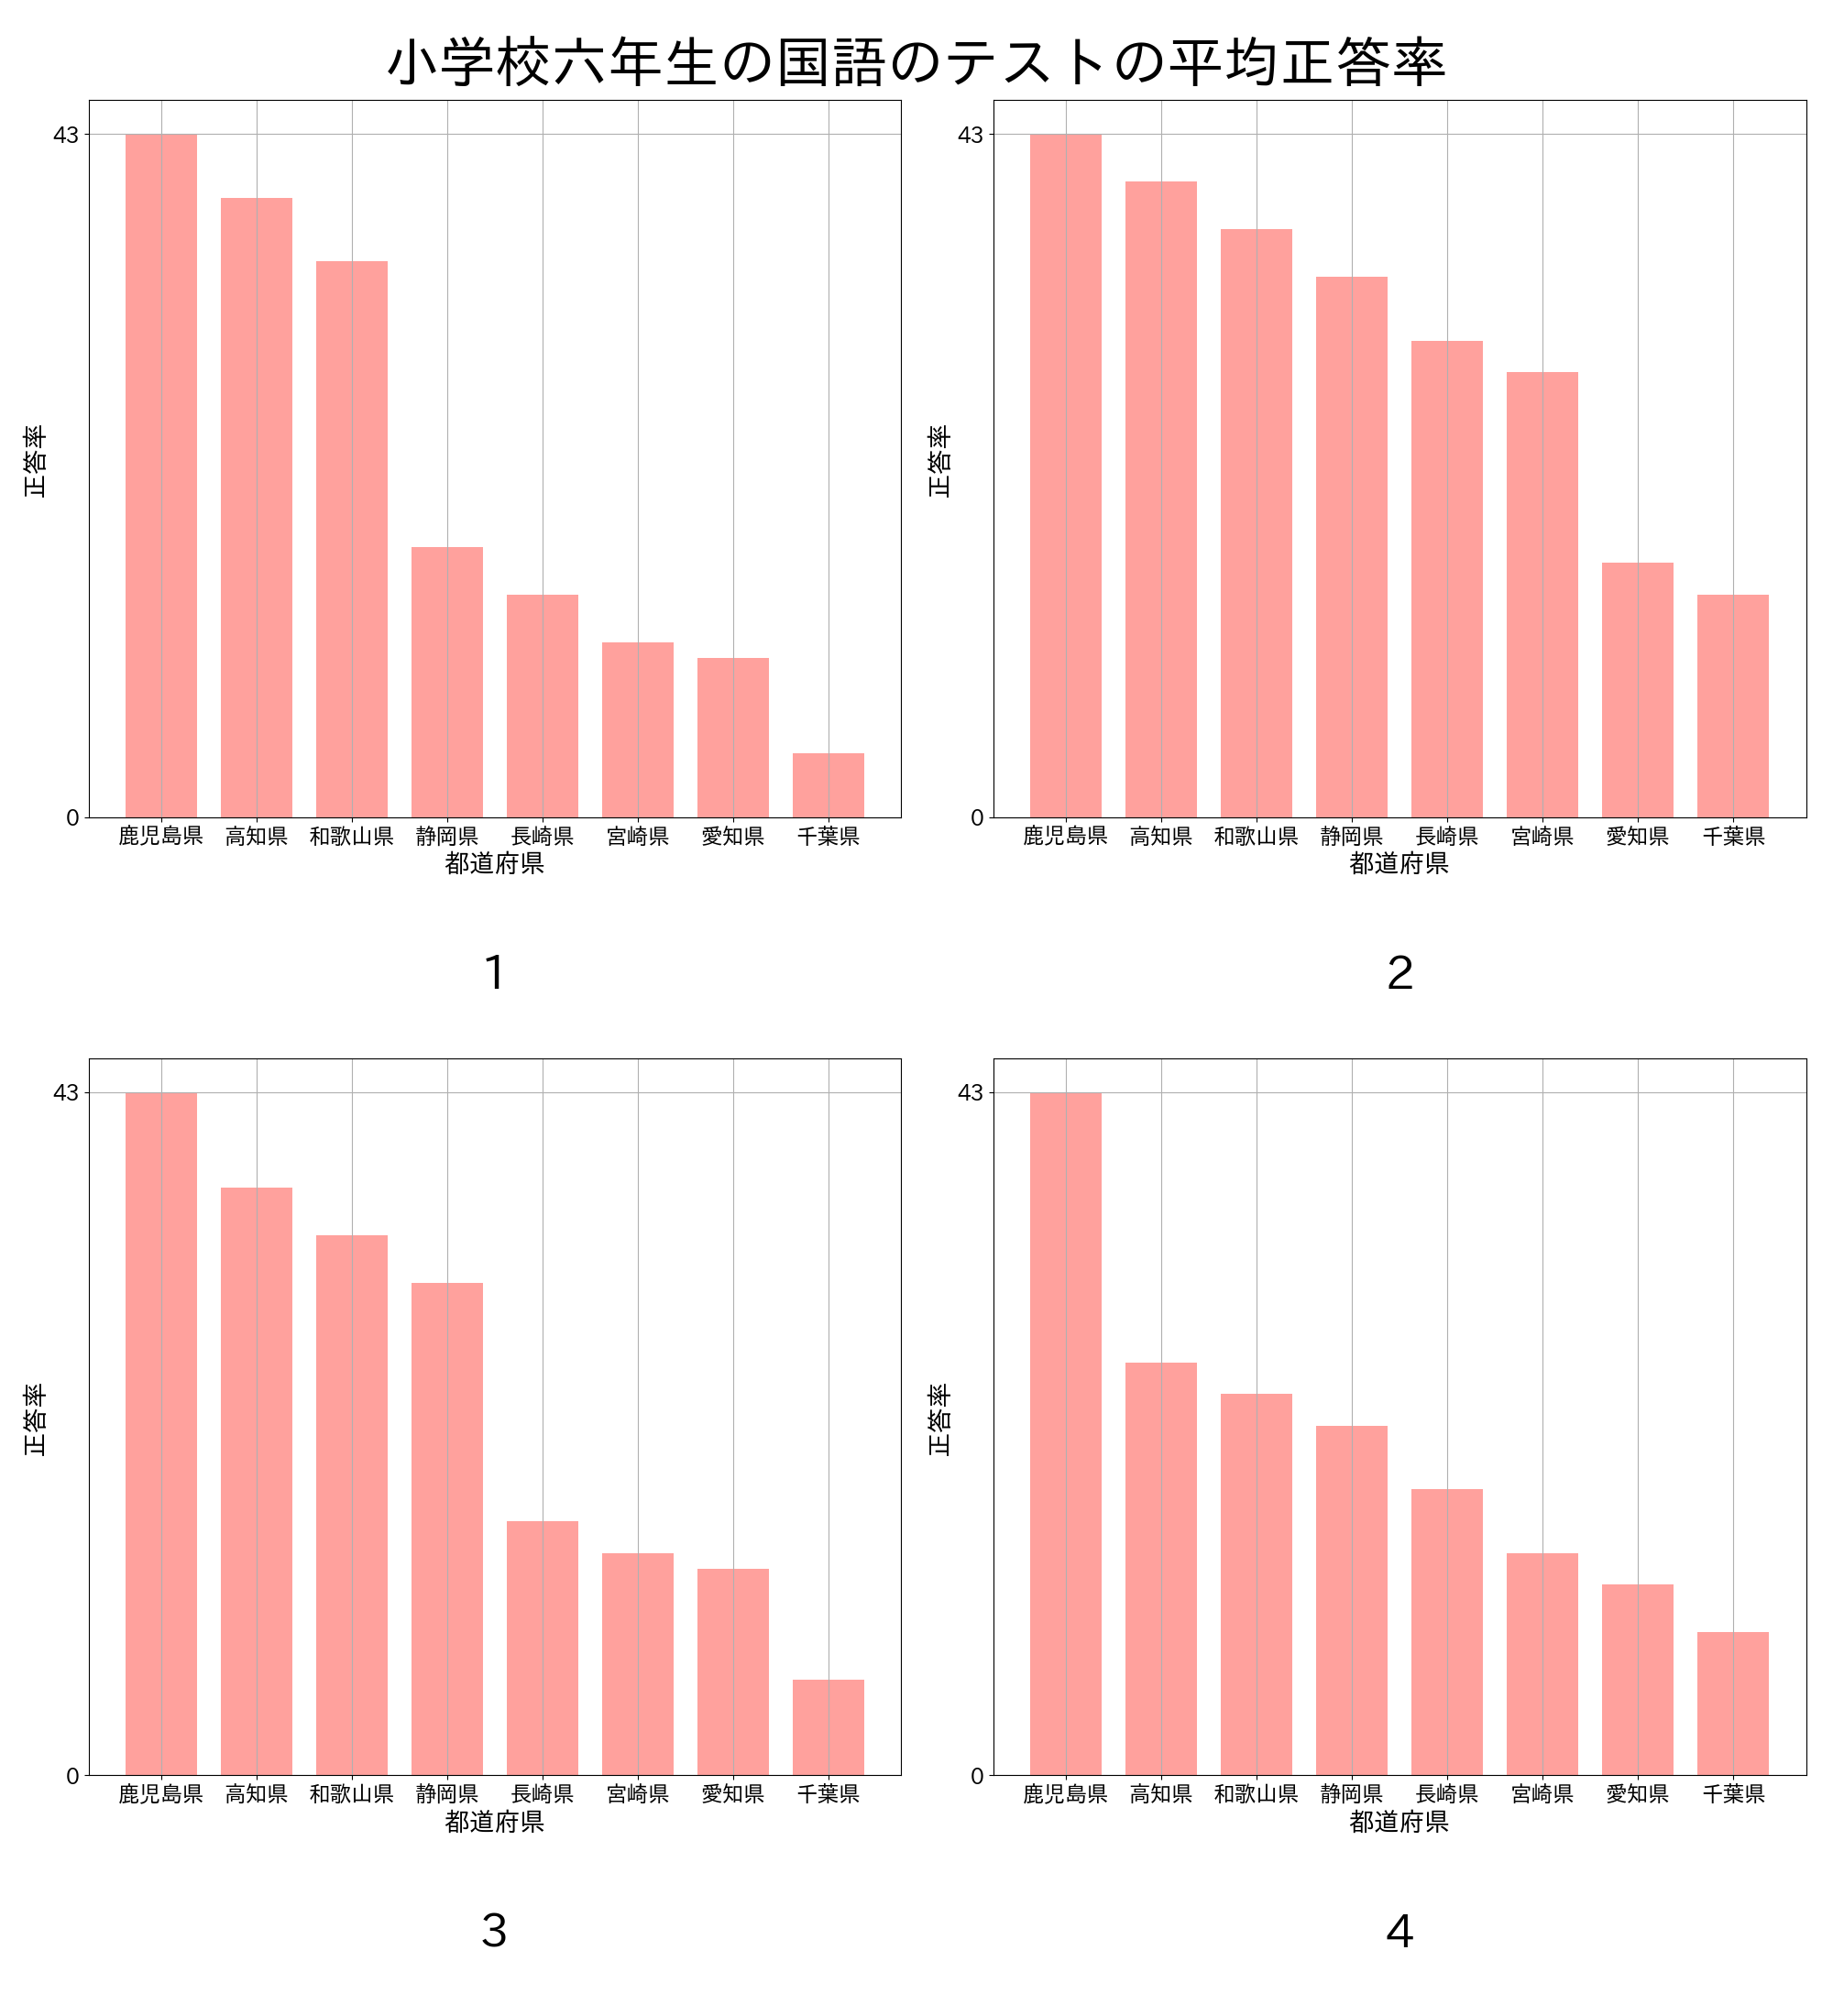 小学校六年生の国語のテストの平均正答率
43
0
正答率
鹿児島県 高知県 和歌山県 静岡県 長崎県 宮崎県 愛知県 千葉県
都道府県
1
43
0
正答率
鹿児島県 高知県 和歌山県 静岡県 長崎県 宮崎県 愛知県 千葉県
都道府県
2
43
0
正答率
鹿児島県 高知県 和歌山県 静岡県 長崎県 宮崎県 愛知県 千葉県
都道府県
3
43
0
正答率
鹿児島県 高知県 和歌山県 静岡県 長崎県 宮崎県 愛知県 千葉県
都道府県
4